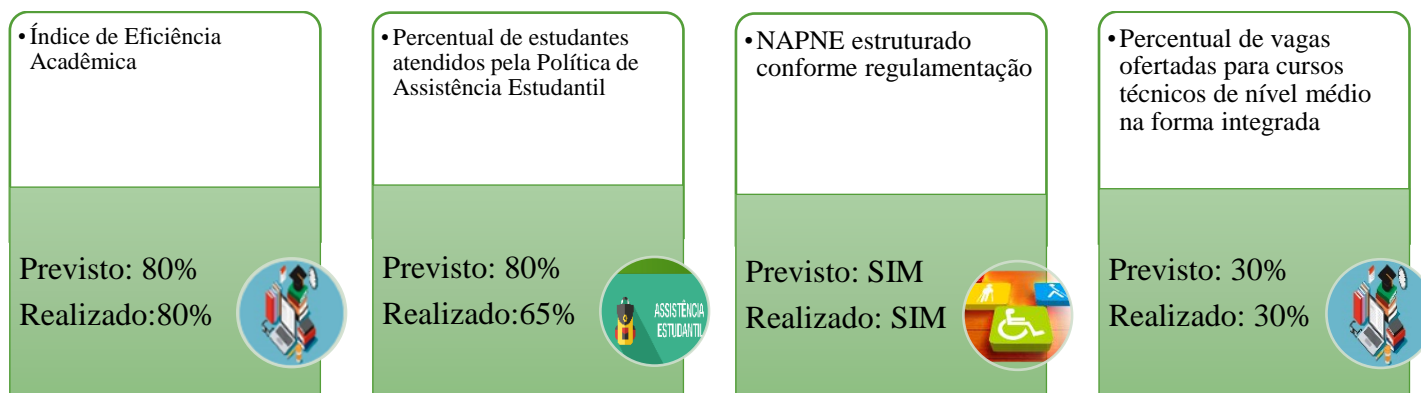 • Índice de Eficiência
Acadêmica
Previsto: 80%
Realizado:80%
• Percentual de estudantes
atendidos pela Política de
Assistência Estudantil
Previsto: 80%
Realizado:65%
ASSISTÊNCIA
ESTUDANTIL
• NAPNE estruturado
conforme regulamentação
Previsto: SIM
Realizado: SIM
• Percentual de vagas
ofertadas para cursos
técnicos de nível médio
na forma integrada
Previsto: 30%
Realizado: 30%